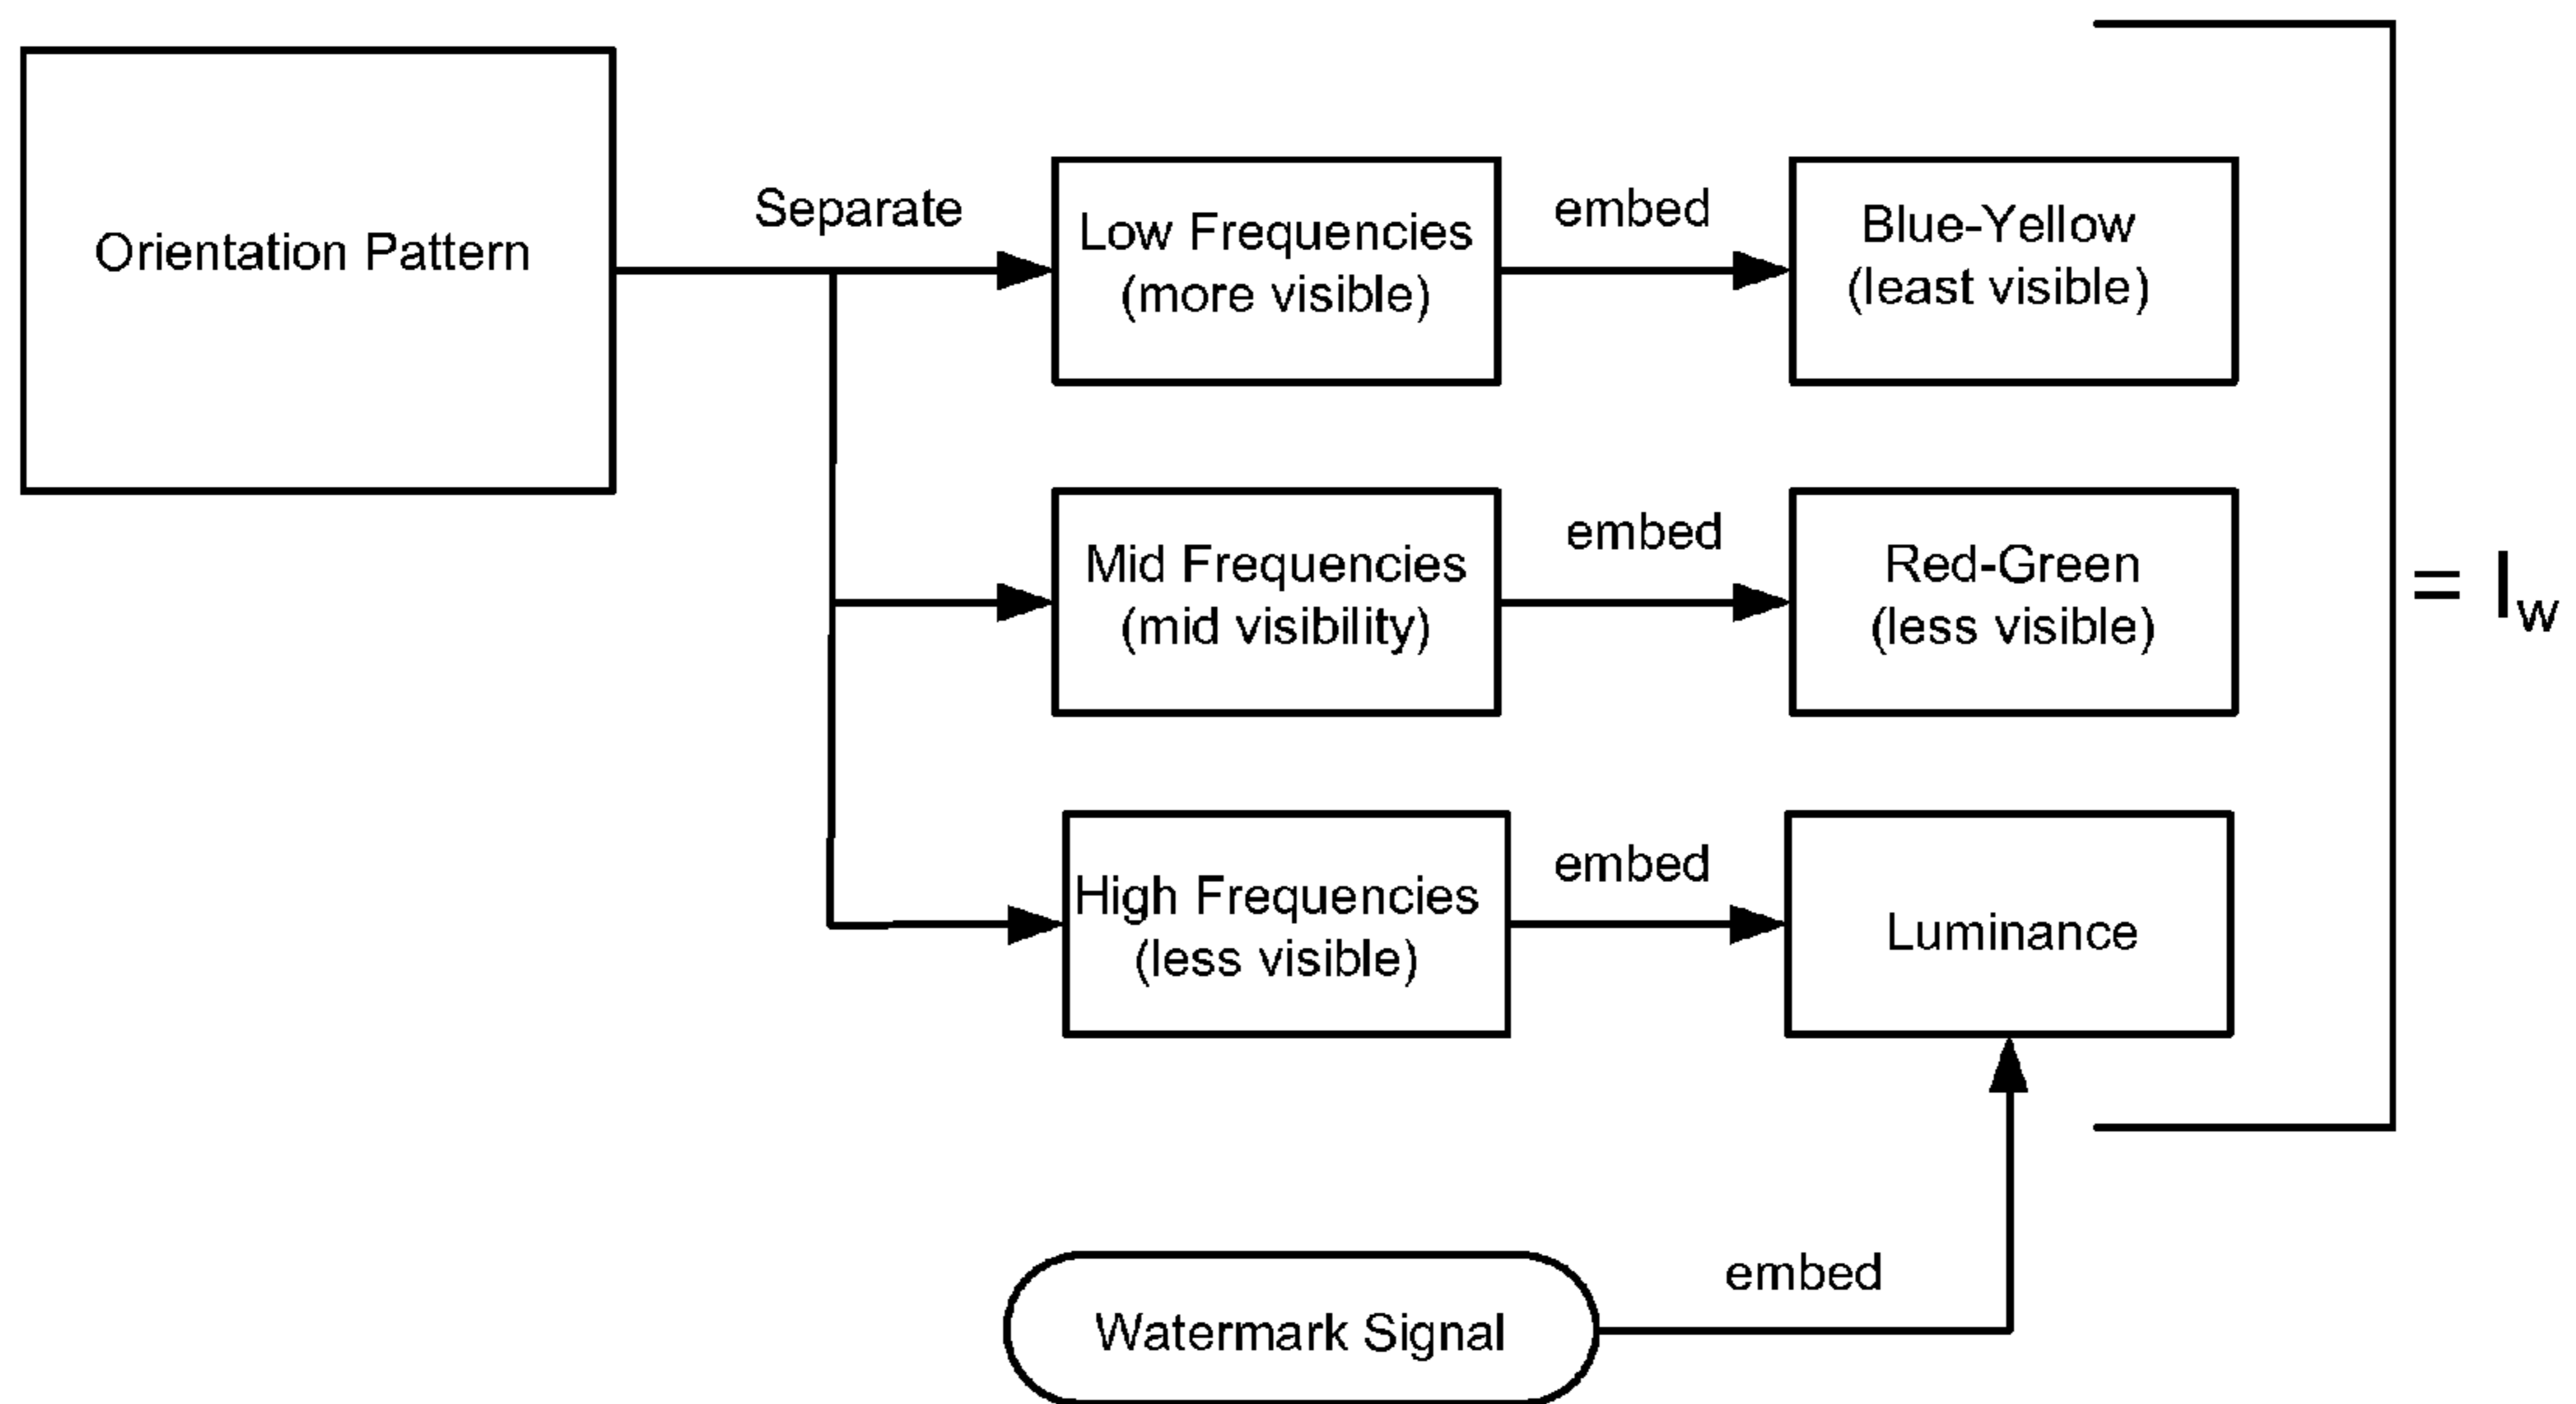 Orientation Pattern
Separate
Low Frequencies
(more visible)
embed
Blue-Yellow
(least visible)
Mid Frequencies
(mid visibility)
embed
Red-Green
(less visible)
= Iw
High Frequencies
(less visible)
embed
Luminance
Watermark Signal
embed